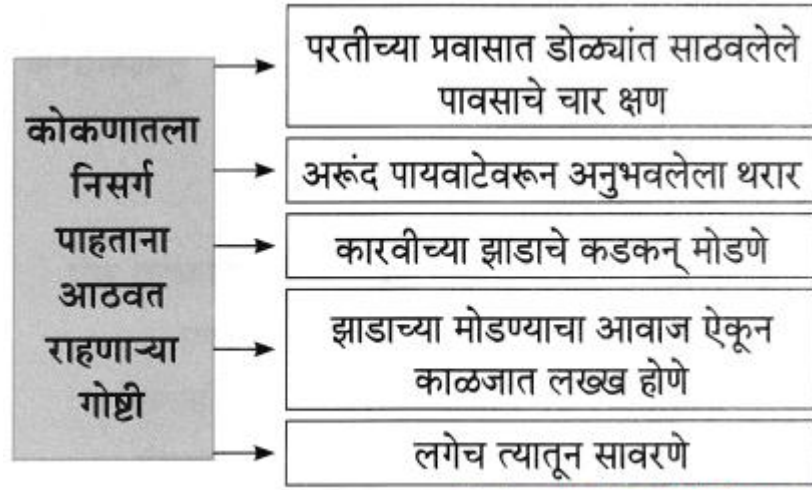 कोकणातला
निसर्ग
पाहताना
आठवत
राहणाऱ्या
गोष्टी
परतीच्या प्रवासात डोळ्यांत साठवलेले
पावसाचे चार क्षण
अरूंद पायवाटेवरून अनुभवलेला थरार
कारवीच्या झाडाचे कडकन् मोडणे
झाडाच्या मोडण्याचा आवाज ऐकून
काळजात लख्ख होणे
लगेच त्यातून सावरणे